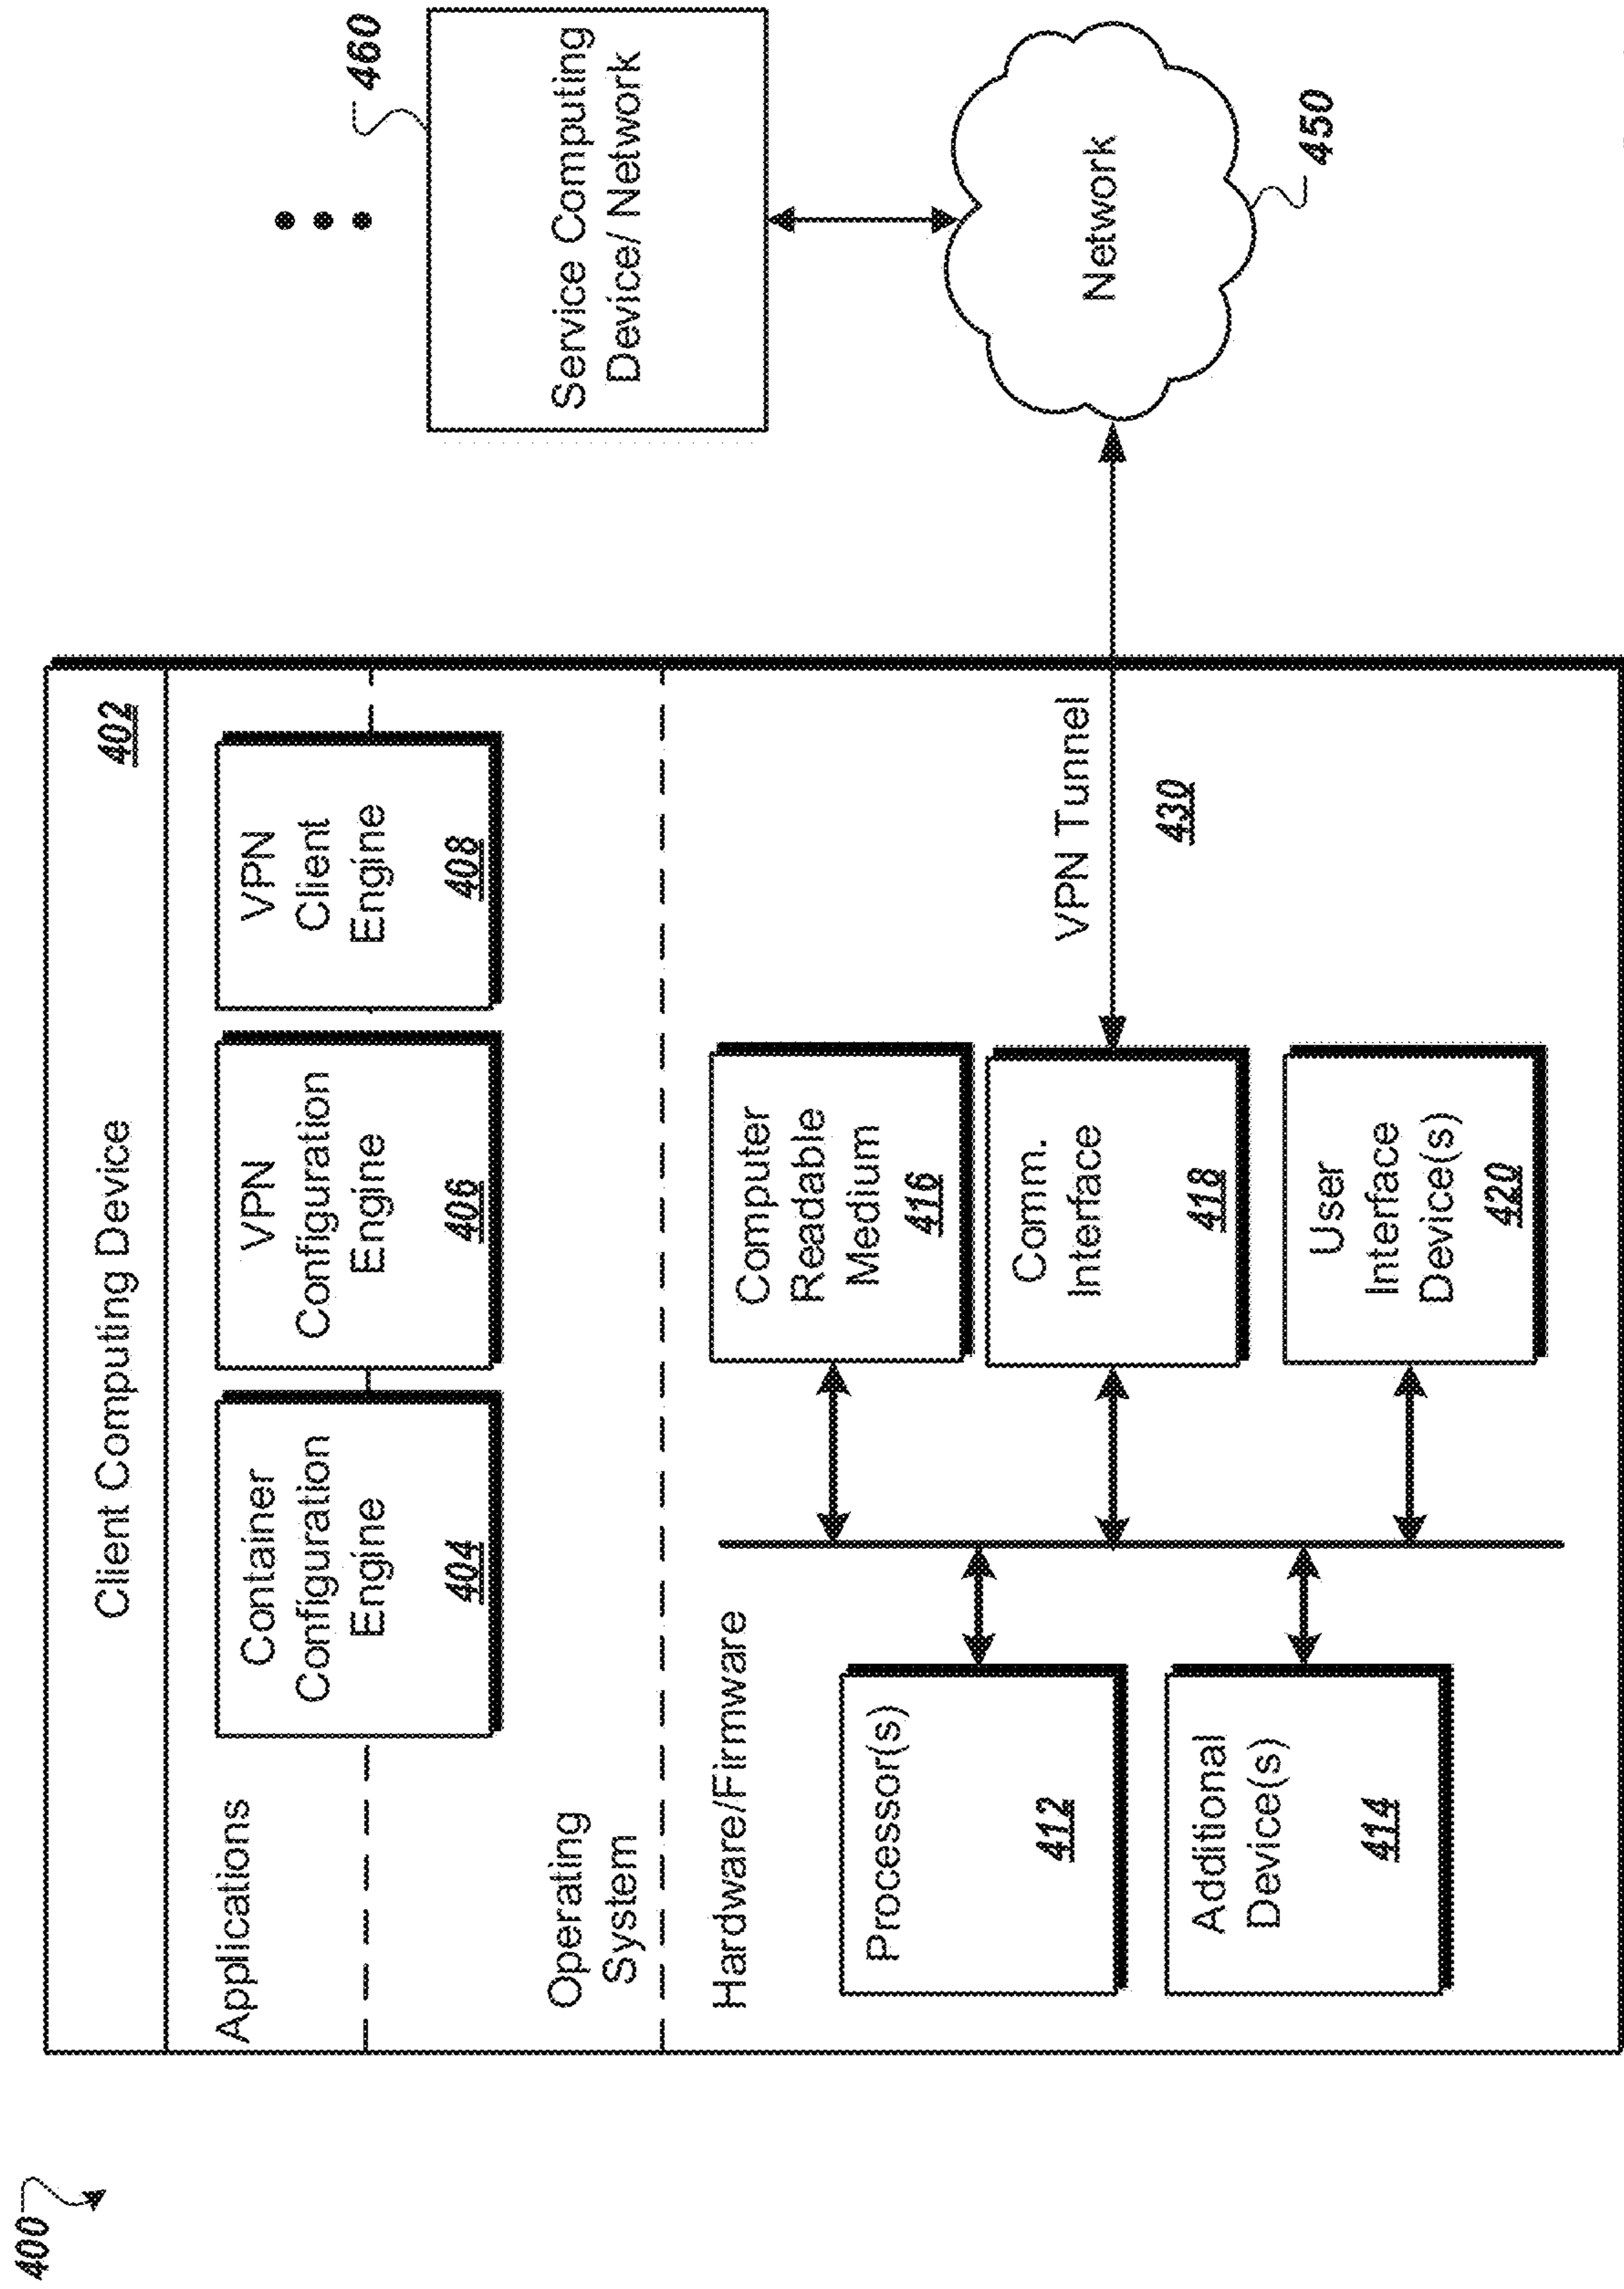 400
Client Computing Device
402
Applications
Container
Configuration
Engine
404
VPN
Configuration
Engine
406
VPN
Client
Engine
408
Operating
System
Hardware/Firmware
Processor(s)
412
Additional
Device(s)
414
Computer
Readable
Medium
416
Comm.
Interface
418
User
Interface
Device(s)
420
VPN Tunnel
430
460
Service Computing
Device/ Network
Network
450